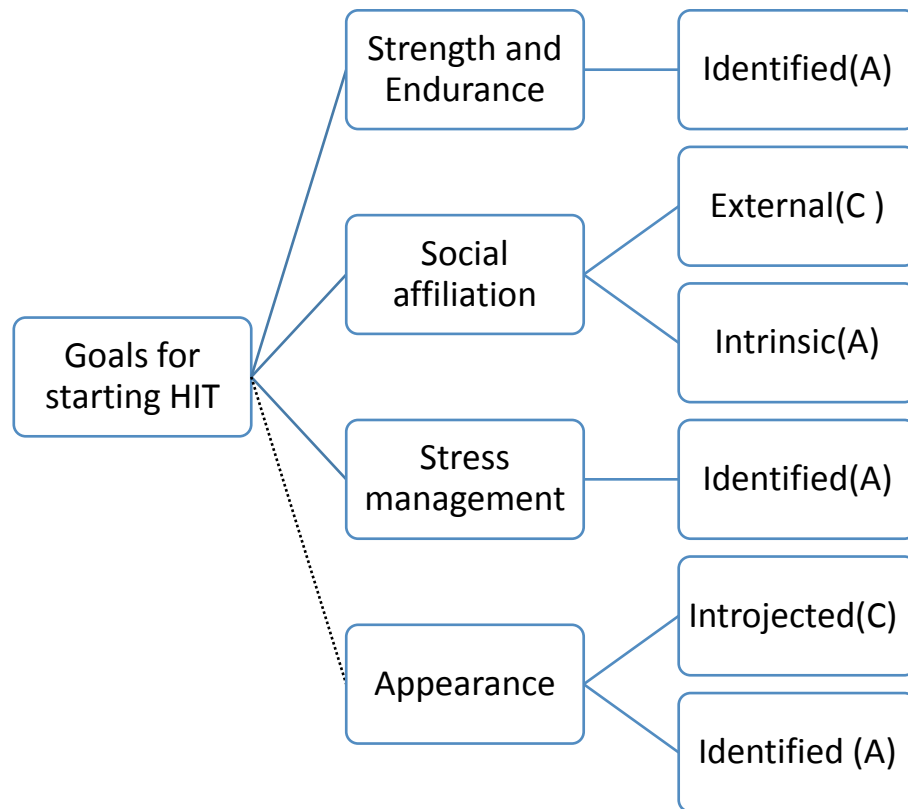 Strength and
Endurance
Identified(A)
External(C )
Social
affiliation
Intrinsic(A)
Goals for
starting HIT
Stress
management
Identified(A)
Introjected(C)
Appearance
Identified (A)